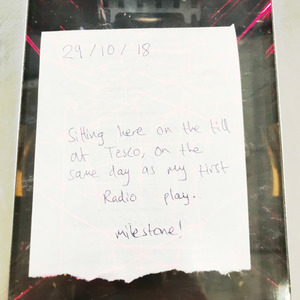 29/10/18
Sitting here on the till
at Tesco, on the
same day as my first
Radio play.
milestone!